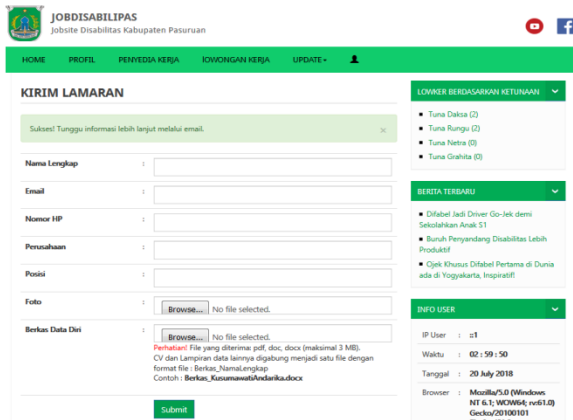 JOBDISABILIPAS
Jobsite Disabilitas Kabupaten Pasuruan
HOME PROFIL PENYEDIA KERJA lOWONGAN KERJA UPDATE
KIRIM LAMARAN
Sukses! Tunggu informasi lebih lanjut melalui email. ×
Nama Lengkap :
Email :
Nomor HP :
Perusahaan :
Posisi :
Foto :
Browse... No file selected.
Berkas Data Diri :
Browse... No file selected.
Perhatian! File yang diterima: pdf, doc, docx (maksimal 3 MB).
CV dan Lampiran data lainnya digabung menjadi satu file dengan
format file : Berkas_NamaLengkap
Contoh : Berkas_KusumawatiAndarika.docx
Submit
LOWKER BERDASARKAN KETUNAAN
Tuna Daksa (2)
Tuna Rungu (2)
Tuna Netra (0)
Tuna Grahita (0)
BERITA TERBARU
Difabel Jadi Driver Go-Jek demi
Sekolahkan Anak S1
Buruh Penyandang Disabilitas Lebih
Produktif
Ojek Khusus Difabel Pertama di Dunia
ada di Yogyakarta, Inspiratif!
INFO USER
IP User : ::1
Waktu : 02 : 59 : 50
Tanggal : 20 July 2018
Browser : Mozilla/5.0 (Windows
NT 6.1; WOW64; rv:61.0)
Gecko/20100101